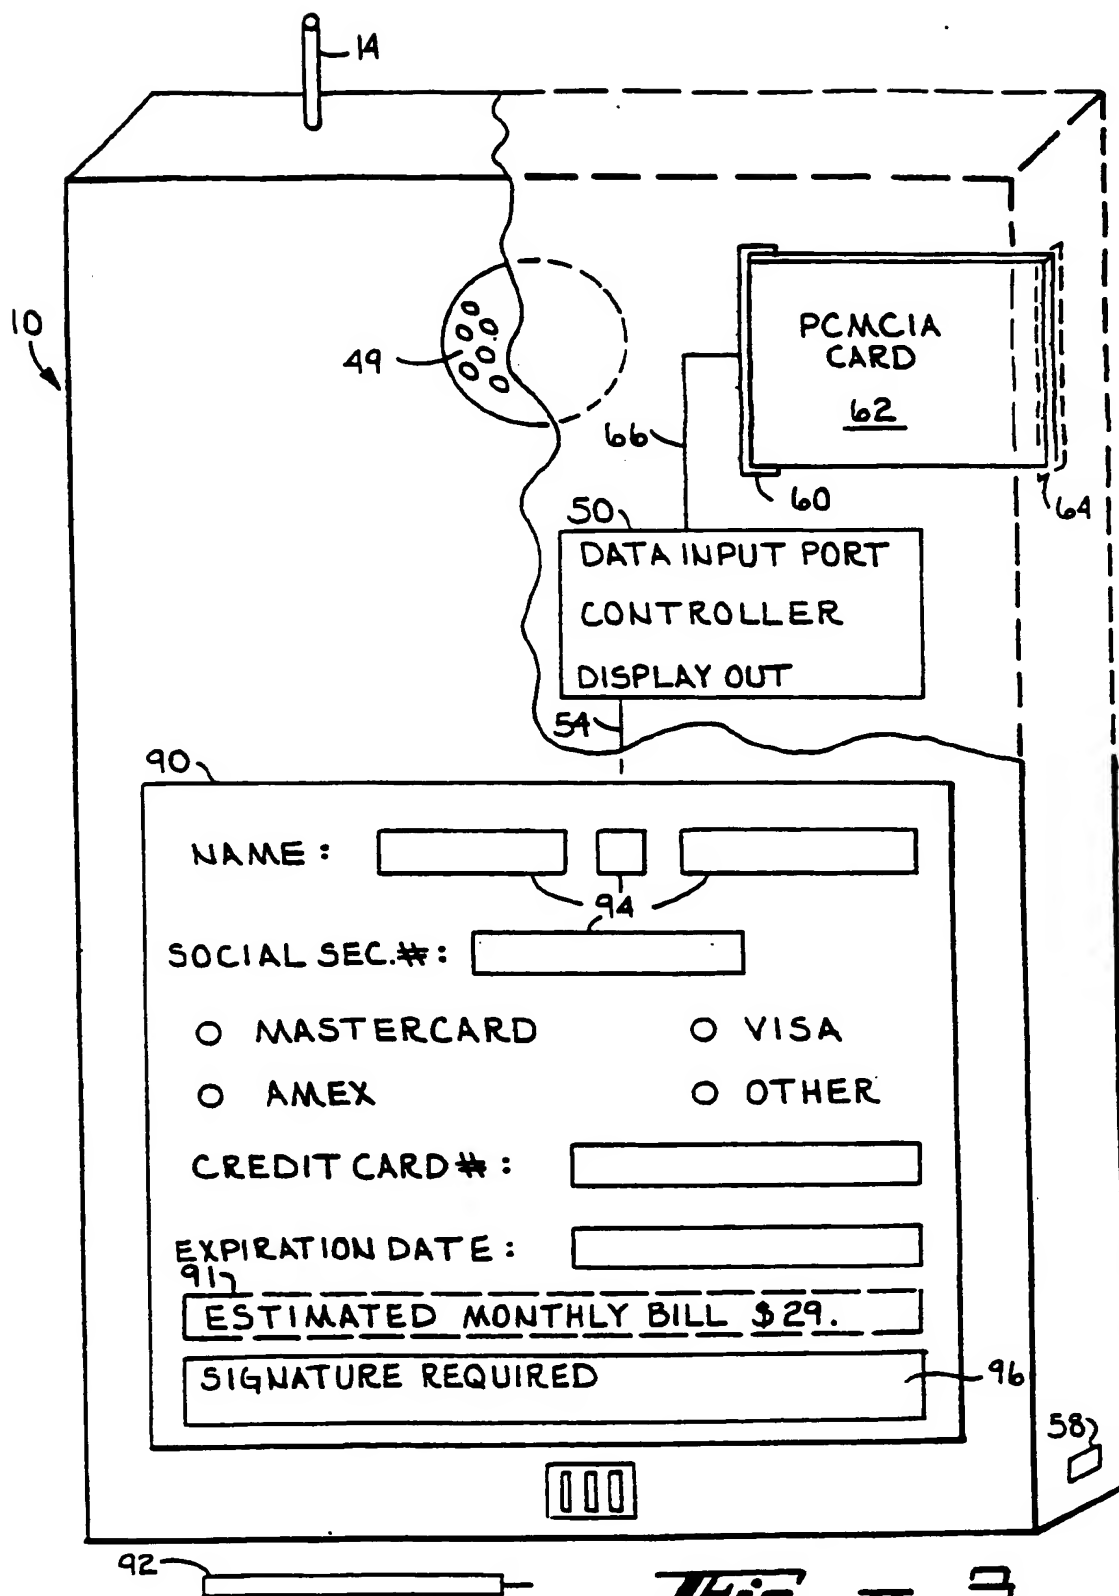 14
10
49
PCMCIA
CARD
62
66
60
64
50
DATA INPUT PORT
CONTROLLER
DISPLAY OUT
54
90
NAME :
94
SOCIAL SEC.#:
MASTERCARD
VISA
AMEX
OTHER
CREDIT CARD# :
EXPIRATION DATE :
91
ESTIMATED MONTHLY BILL $29.
SIGNATURE REQUIRED
96
58
92